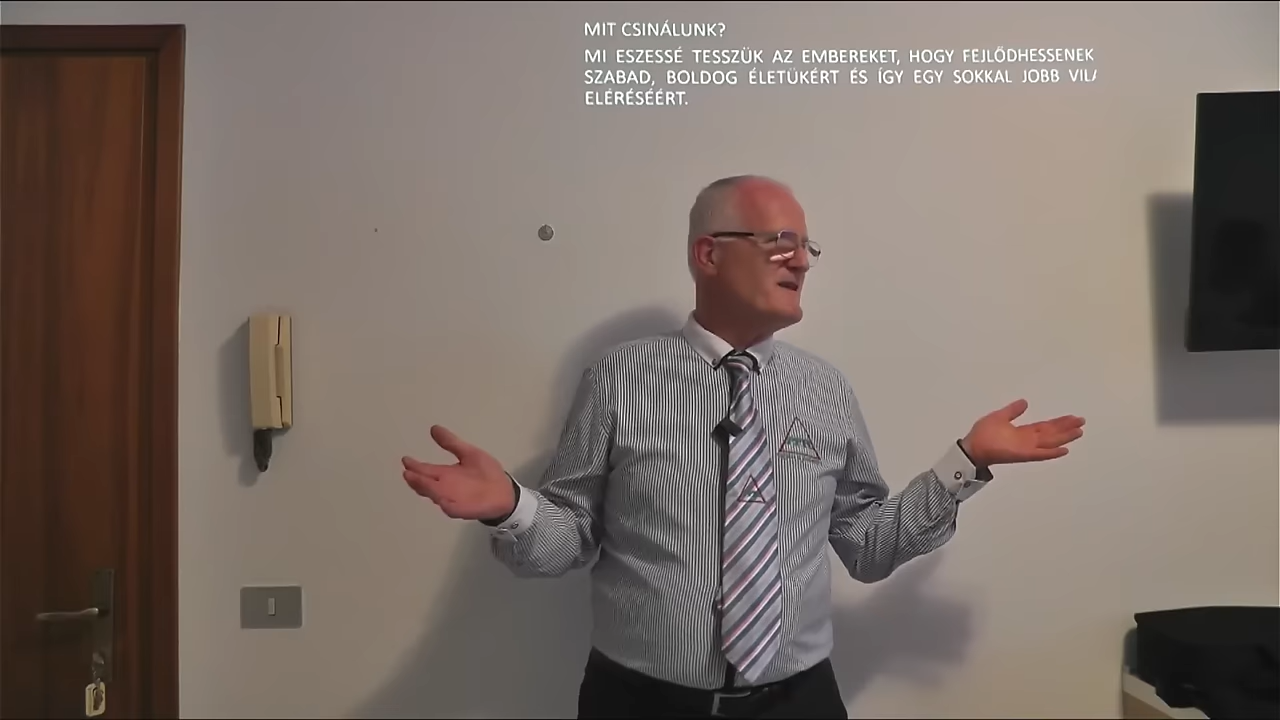 MIT CSINÁLUNK?
MI ESZESSÉ TESSZÜK AZ EMBEREKET, HOGY FEJLŐDHESSENEK
SZABAD, BOLDOG ÉLETÜKÉRT ÉS ÍGY EGY SOKKAL JOBB
ELÉRÉSÉÉRT.